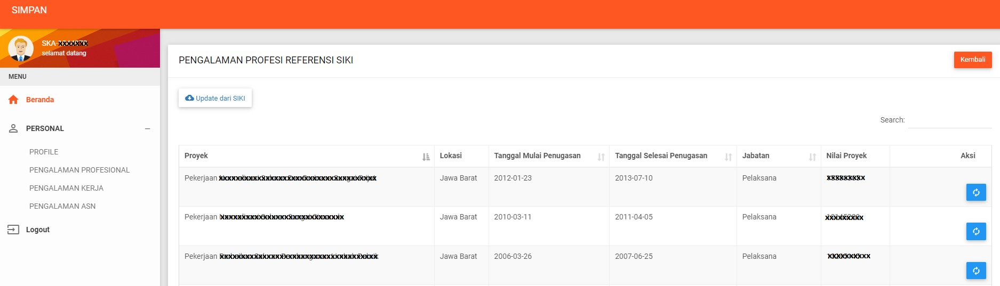 SIMPAN
SKA-
selamat datang
MENU
Beranda
PERSONAL
PROFILE
PENGALAMAN PROFESIONAL
PENGALAMAN KERJA
PENGALAMAN ASN
Logout
PENGALAMAN PROFESI REFERENSI SIKI
Kembali
Update dari SIKI
Search:
Proyek Lokasi Tanggal Mulai Penugasan Tanggal Selesai Penugasan Jabatan Nilai Proyek Aksi
Pekerjaan Jawa Barat 2012-01-23 2013-07-10 Pelaksana
Pekerjaan Jawa Barat 2010-03-11 2011-04-05 Pelaksana
Pekerjaan Jawa Barat 2006-03-26 2007-06-25 Pelaksana